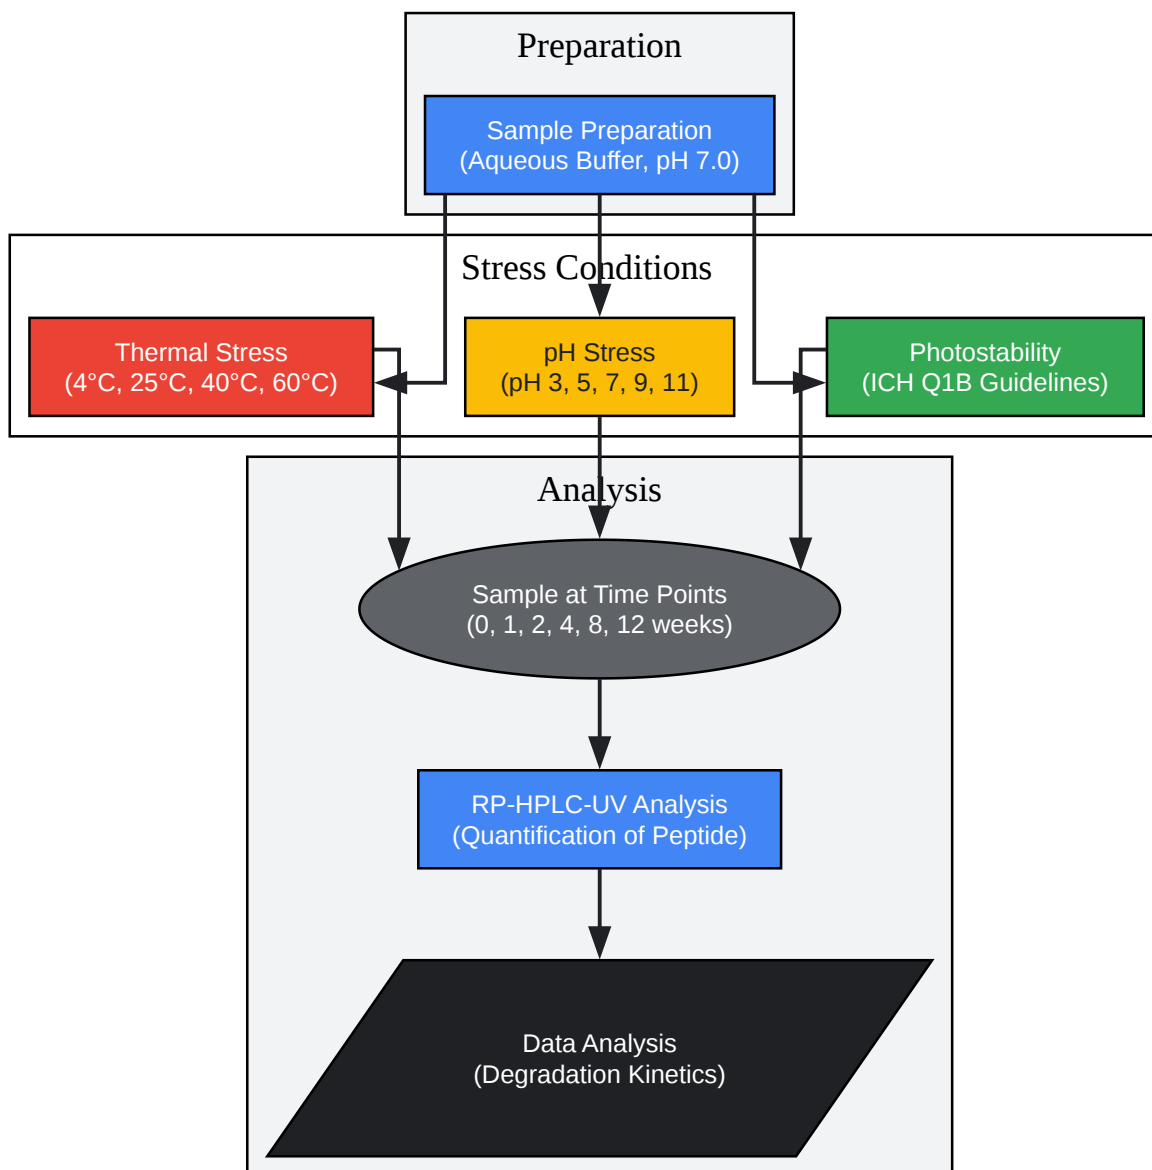 Preparation
Sample Preparation
(Aqueous Buffer, pH 7.0)
Stress Conditions
Thermal Stress
(4°C, 25°C, 40°C, 60°C)
pH Stress
(pH 3, 5, 7, 9, 11)
Photostability
(ICH Q1B Guidelines)
Analysis
Sample at Time Points
(0, 1, 2, 4, 8, 12 weeks)
RP-HPLC-UV Analysis
(Quantification of Peptide)
Data Analysis
(Degradation Kinetics)